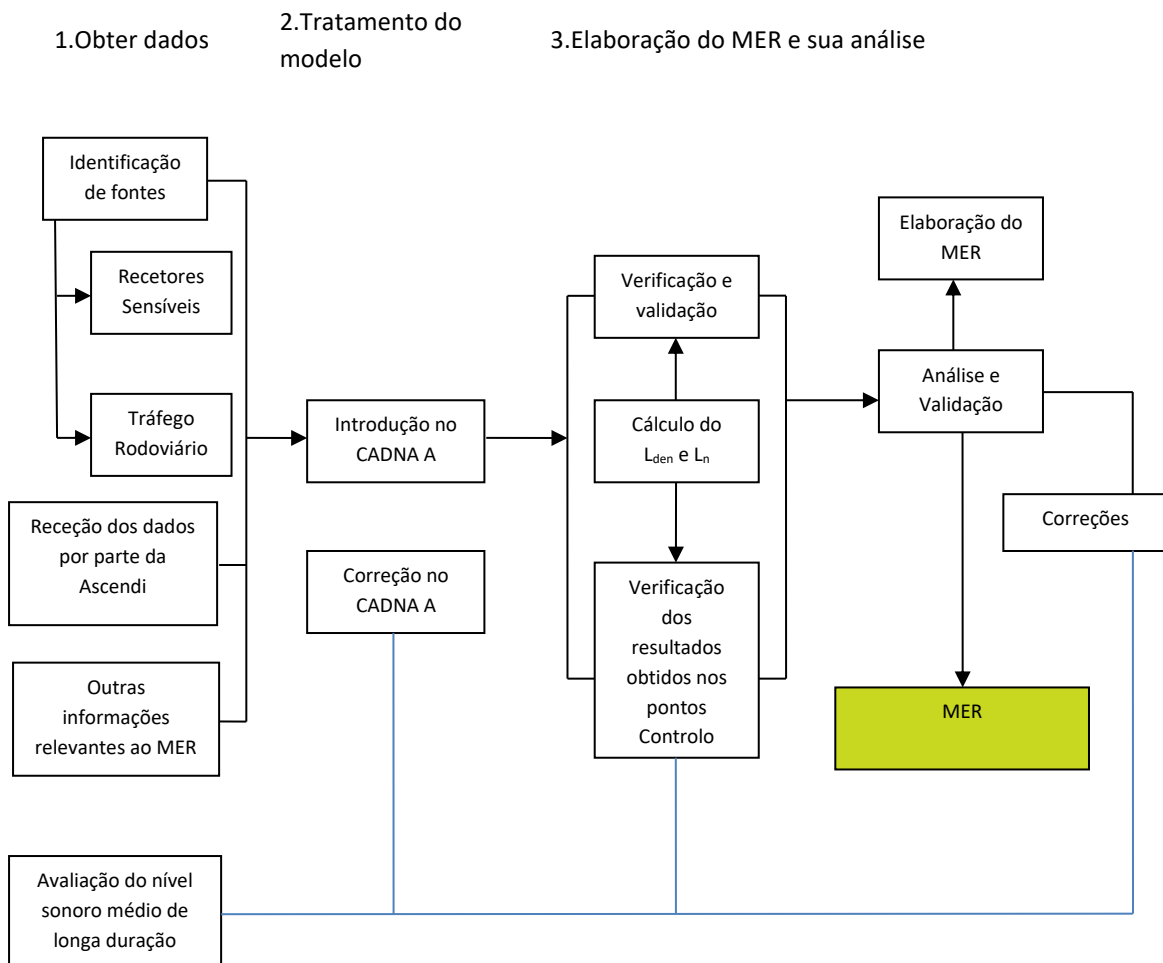 1.Obter dados
2.Tratamento do
modelo
3.Elaboração do MER e sua análise
Identificação
de fontes
Recetores
Sensíveis
Tráfego
Rodoviário
Receção dos dados
por parte da
Ascendi
Outras
informações
relevantes ao MER
Avaliação do nível
sonoro médio de
longa duração
Introdução no
CADNA A
Correção no
CADNA A
Verificação e
validação
Cálculo do
Lden e Ln
Verificação
dos
resultados
obtidos nos
pontos
Controlo
Elaboração do
MER
Análise e
Validação
Correções
MER